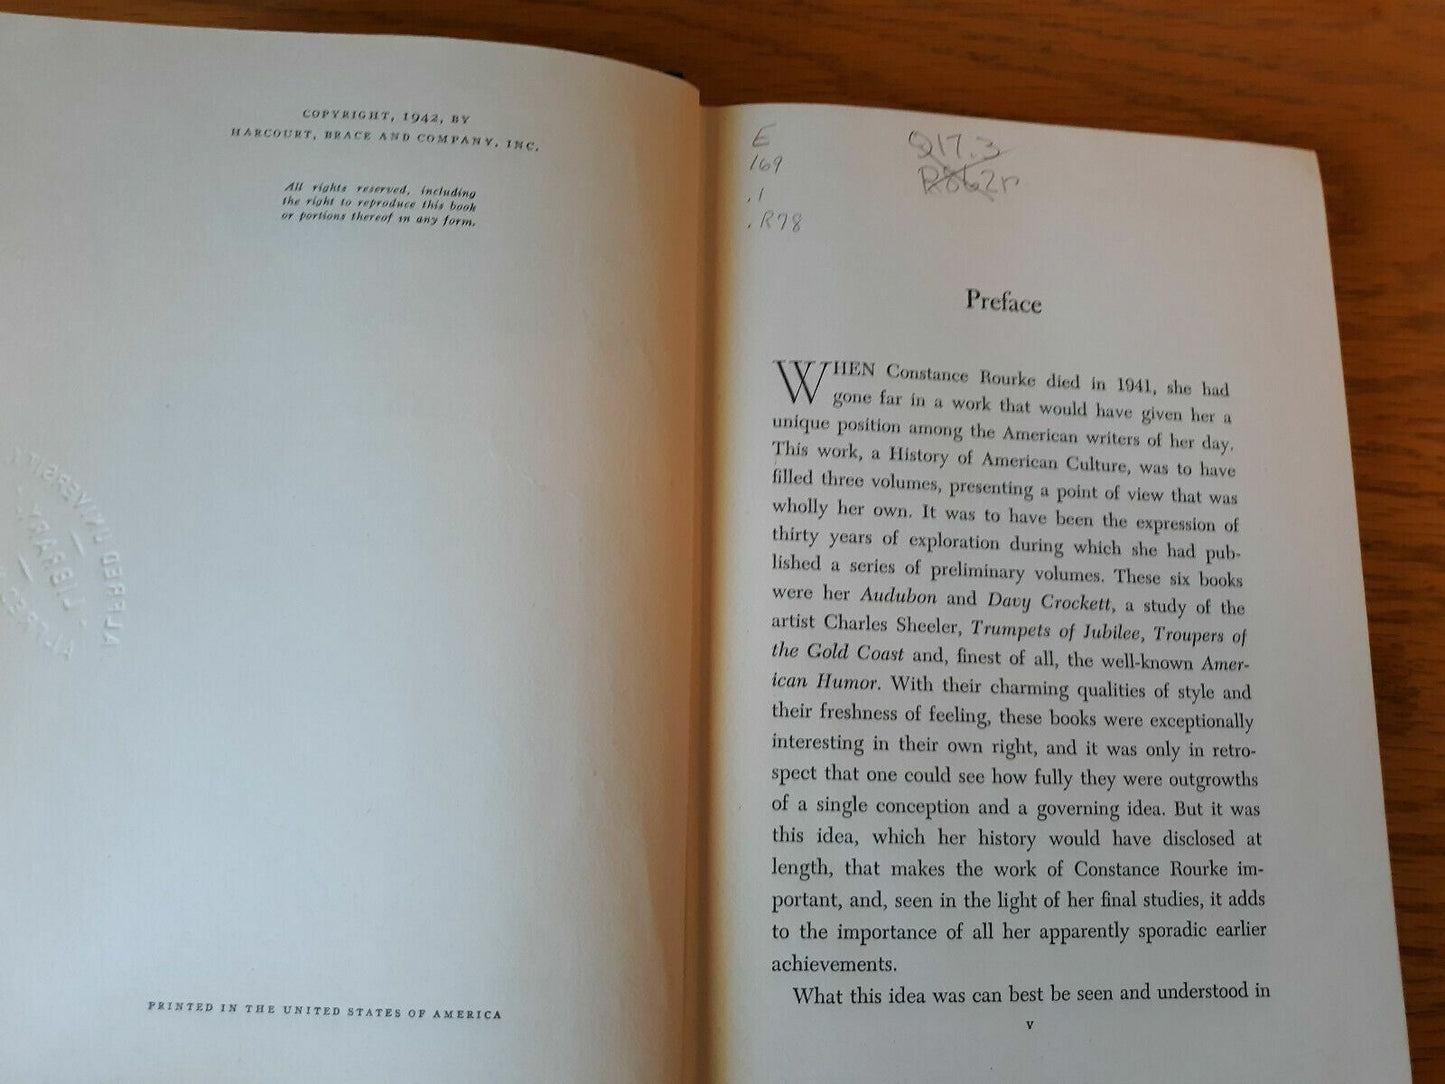 COPYRIGHT, 1942, BY
HARCOURT, BRACE AND COMPANY, INC.
All rights reserved, including
the right to reproduce this book
or portions thereof in any form.
ALFRED UNIVERSITY
LIBRARY
PRINTED IN THE UNITED STATES OF AMERICA
E
169
.1
.R78
917.3
R862r
Preface
WHEN Constance Rourke died in 1941, she had
gone far in a work that would have given her a
unique position among the American writers of her day.
This work, a History of American Culture, was to have
filled three volumes, presenting a point of view that was
wholly her own. It was to have been the expression of
thirty years of exploration during which she had pub-
lished a series of preliminary volumes. These six books
were her Audubon and Davy Crockett, a study of the
artist Charles Sheeler, Trumpets of Jubilee, Troupers of
the Gold Coast and, finest of all, the well-known Amer-
ican Humor. With their charming qualities of style and
their freshness of feeling, these books were exceptionally
interesting in their own right, and it was only in retro-
spect that one could see how fully they were outgrowths
of a single conception and a governing idea. But it was
this idea, which her history would have disclosed at
length, that makes the work of Constance Rourke im-
portant, and, seen in the light of her final studies, it adds
to the importance of all her apparently sporadic earlier
achievements.
What this idea was can best be seen and understood in
v